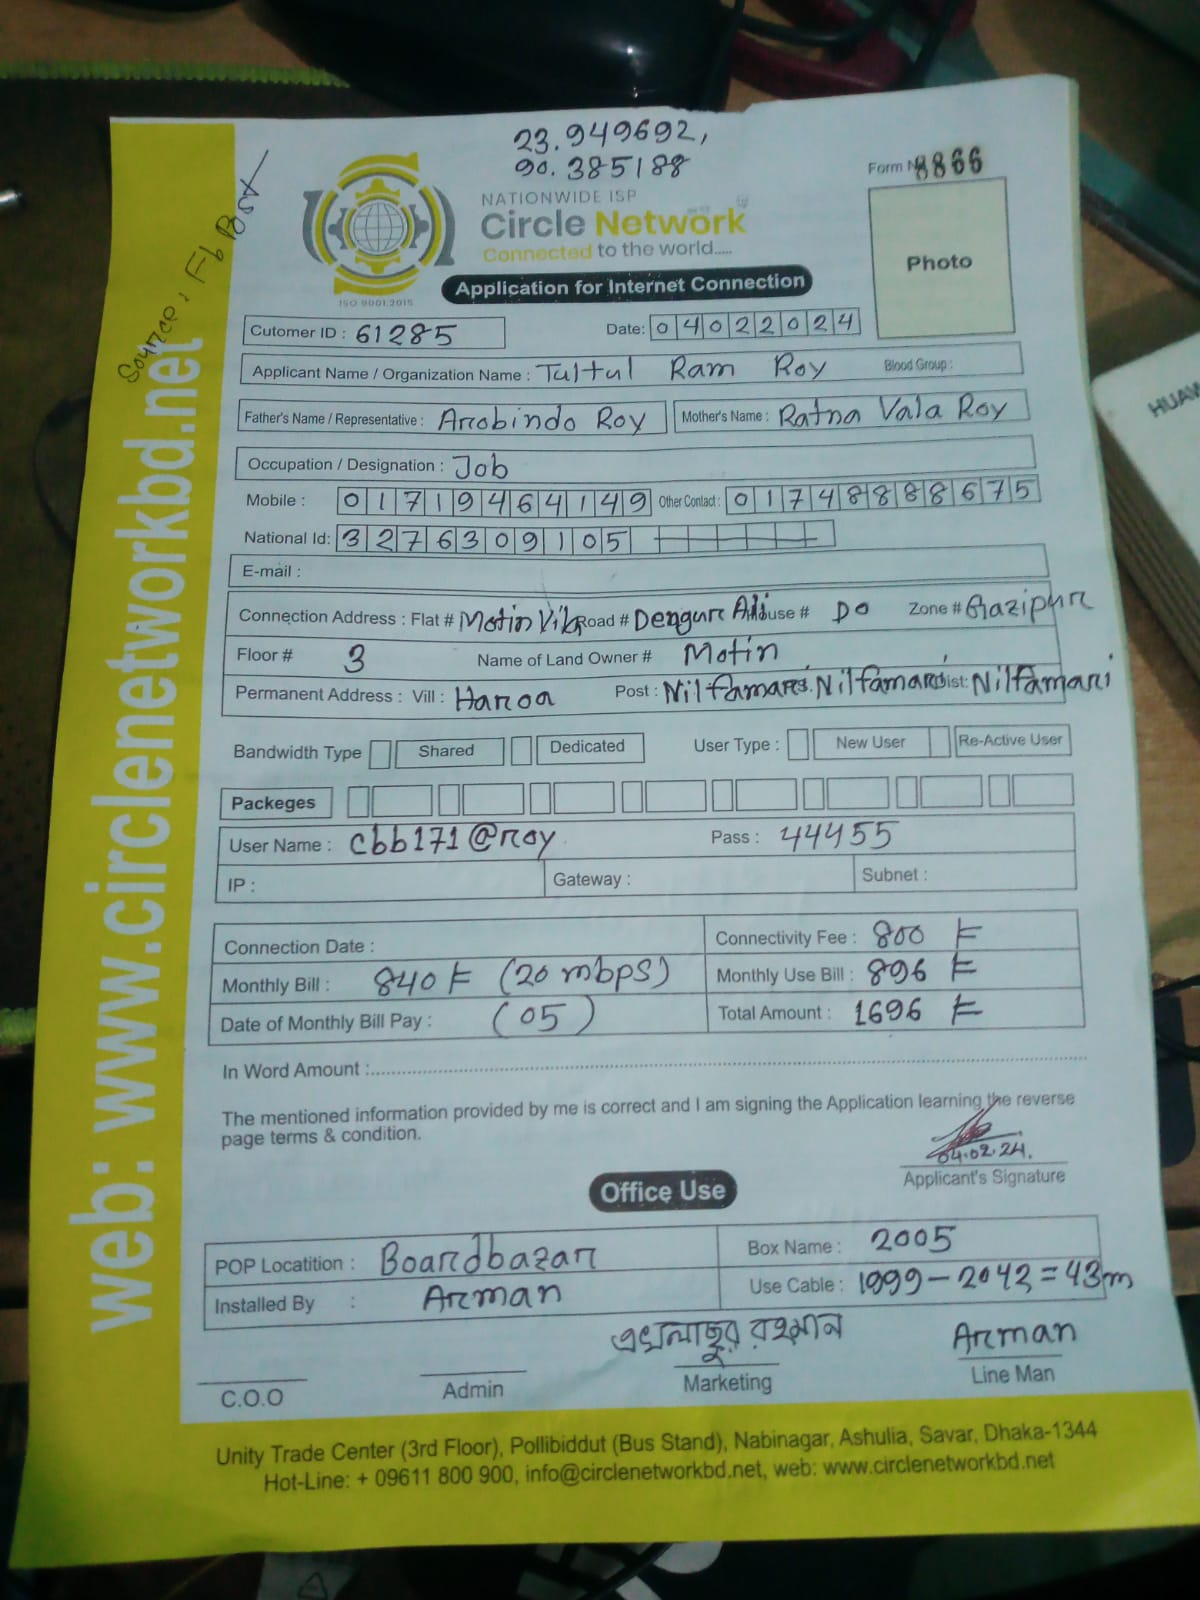 23.949692,
90.385188
Form N 8866
Source: Fb Post
NATIONWIDE ISP
Circle Network
Connected to the world.....
ISO 9001:2015
Application for Internet Connection
Photo
Cutomer ID : 61285 Date: 04022024
Applicant Name / Organization Name : Tultul Ram Roy Blood Group :
Father's Name / Representative : Arobindo Roy Mother's Name : Ratna Vala Roy
Occupation / Designation : Job
Mobile : 01719464149 Other Contact : 01748888675
National Id: 3276309105
E-mail :
Connection Address : Flat # Motin Road # Dengur use # DO Zone # Gazipur
Floor # 3 Name of Land Owner # Motin
Permanent Address : Vill : Haroa Post : Nilfamari Nilfamari Dist: Nilfamari
Bandwidth Type Shared Dedicated User Type : New User Re-Active User
Packeges
User Name : cbb171@roy Pass : 44455
IP : Gateway : Subnet :
Connection Date : Connectivity Fee : 800 ৳
Monthly Bill : 840 ৳ (20 mbps) Monthly Use Bill : 896 ৳
Date of Monthly Bill Pay : (05) Total Amount : 1696 ৳
In Word Amount :
The mentioned information provided by me is correct and I am signing the Application learning the reverse
page terms & condition.
04.02.24.
Applicant's Signature
Office Use
POP Locatition : Boardbazar Box Name : 2005
Installed By : Arman Use Cable : 1999-2042=43m
এখলাছুর রহমান Arman
C.O.O Admin Marketing Line Man
Unity Trade Center (3rd Floor), Pollibiddut (Bus Stand), Nabinagar, Ashulia, Savar, Dhaka-1344
Hot-Line: + 09611 800 900, info@circlenetworkbd.net, web: www.circlenetworkbd.net
web: www.circlenetworkbd.net
HUAW